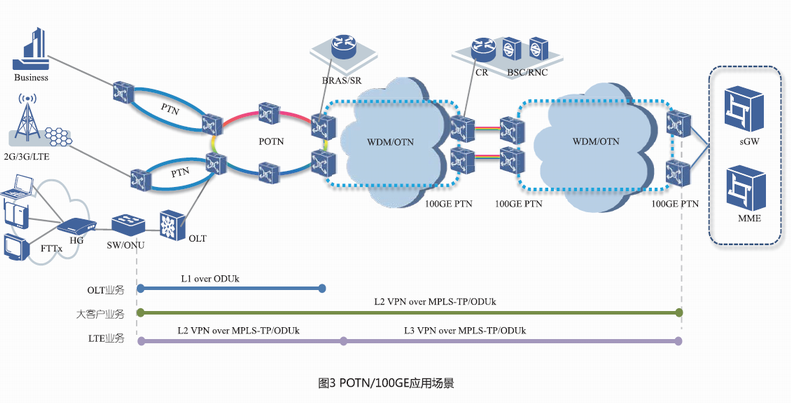 BRAS/SR
CR
BSC/RNC
Business
PTN
POTN
WDM/OTN
WDM/OTN
sGW
2G/3G/LTE
PTN
100GE PTN
100GE PTN
100GE PTN
MME
HG
FTTx
SW/ONU
OLT
L1 over ODUk
OLT业务
L2 VPN over MPLS-TP/ODUk
大客户业务
L2 VPN over MPLS-TP/ODUk
L3 VPN over MPLS-TP/ODUk
LTE业务
图3 POTN/100GE应用场景